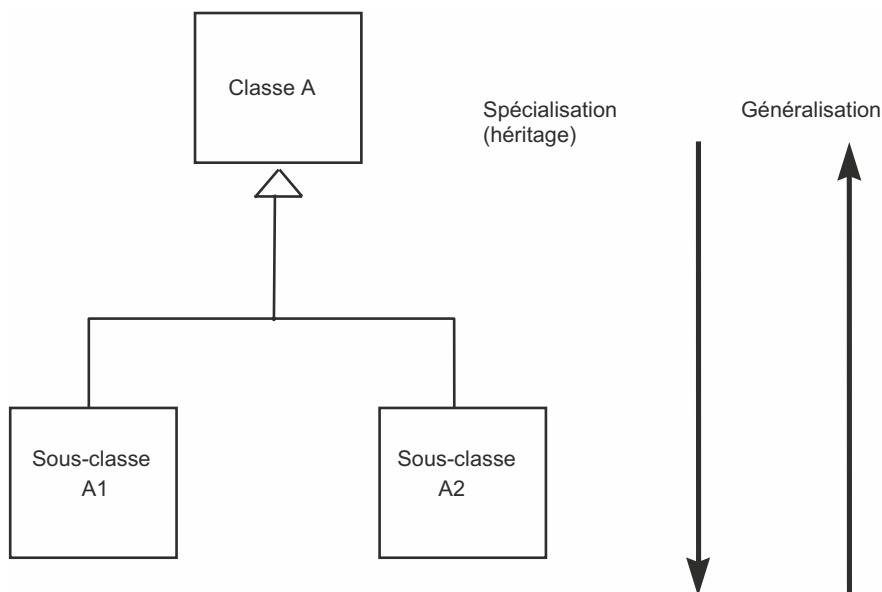 Classe A
Spécialisation
(héritage)
Généralisation
Sous-classe
A1
Sous-classe
A2